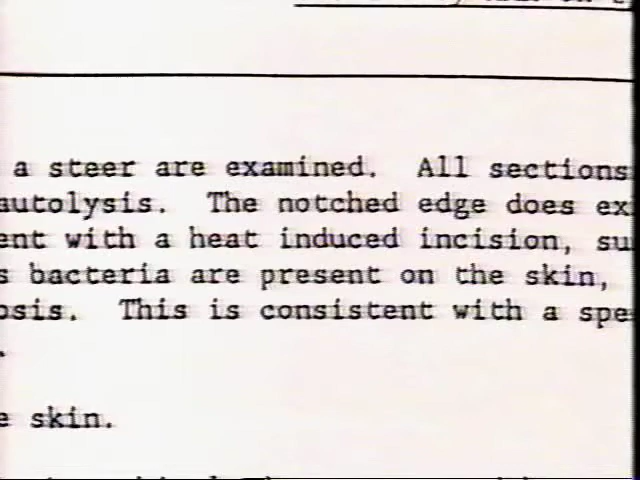 a steer are examined. All sections
autolysis. The notched edge does ex
ent with a heat induced incision, su
s bacteria are present on the skin,
osis. This is consistent with a spe
.
e skin.